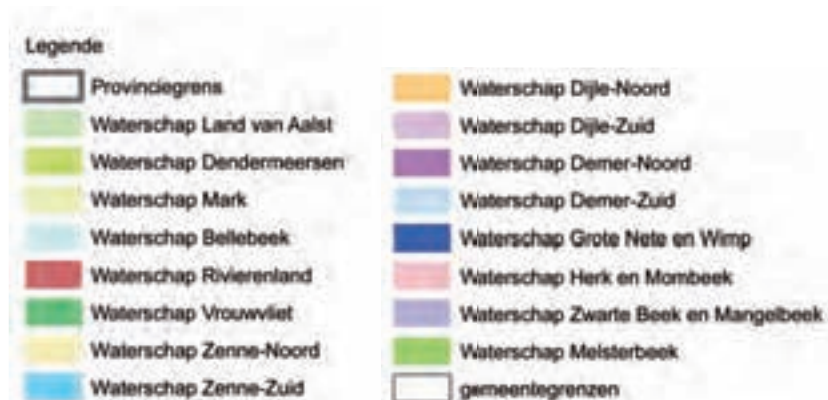 Legende
Provinciegrens
Waterschap Land van Aalst
Waterschap Dendermeersen
Waterschap Mark
Waterschap Bellebeek
Waterschap Rivierenland
Waterschap Vrouwvliet
Waterschap Zenne-Noord
Waterschap Zenne-Zuid
Waterschap Dijle-Noord
Waterschap Dijle-Zuid
Waterschap Demer-Noord
Waterschap Demer-Zuid
Waterschap Grote Nete en Wimp
Waterschap Herk en Mombeek
Waterschap Zwarte Beek en Mangelbeek
Waterschap Melsterbeek
gemeentegrenzen